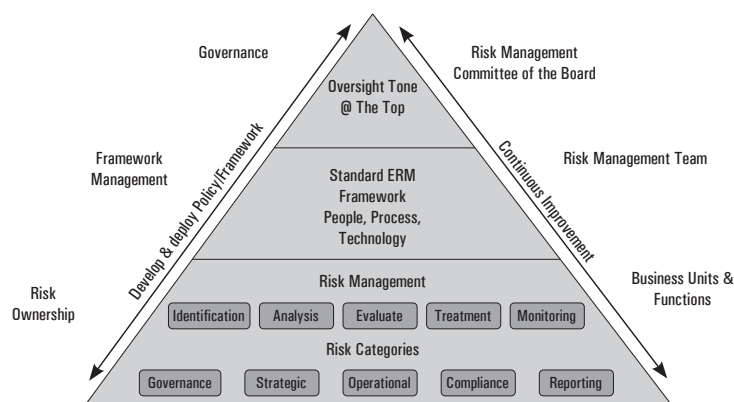 Governance
Risk Management
Committee of the Board
Oversight Tone
@ The Top
Develop & deploy Policy/Framework
Continuous Improvement
Framework
Management
Risk Management Team
Standard ERM
Framework
People, Process,
Technology
Risk
Ownership
Business Units &
Functions
Risk Management
Identification
Analysis
Evaluate
Treatment
Monitoring
Risk Categories
Governance
Strategic
Operational
Compliance
Reporting